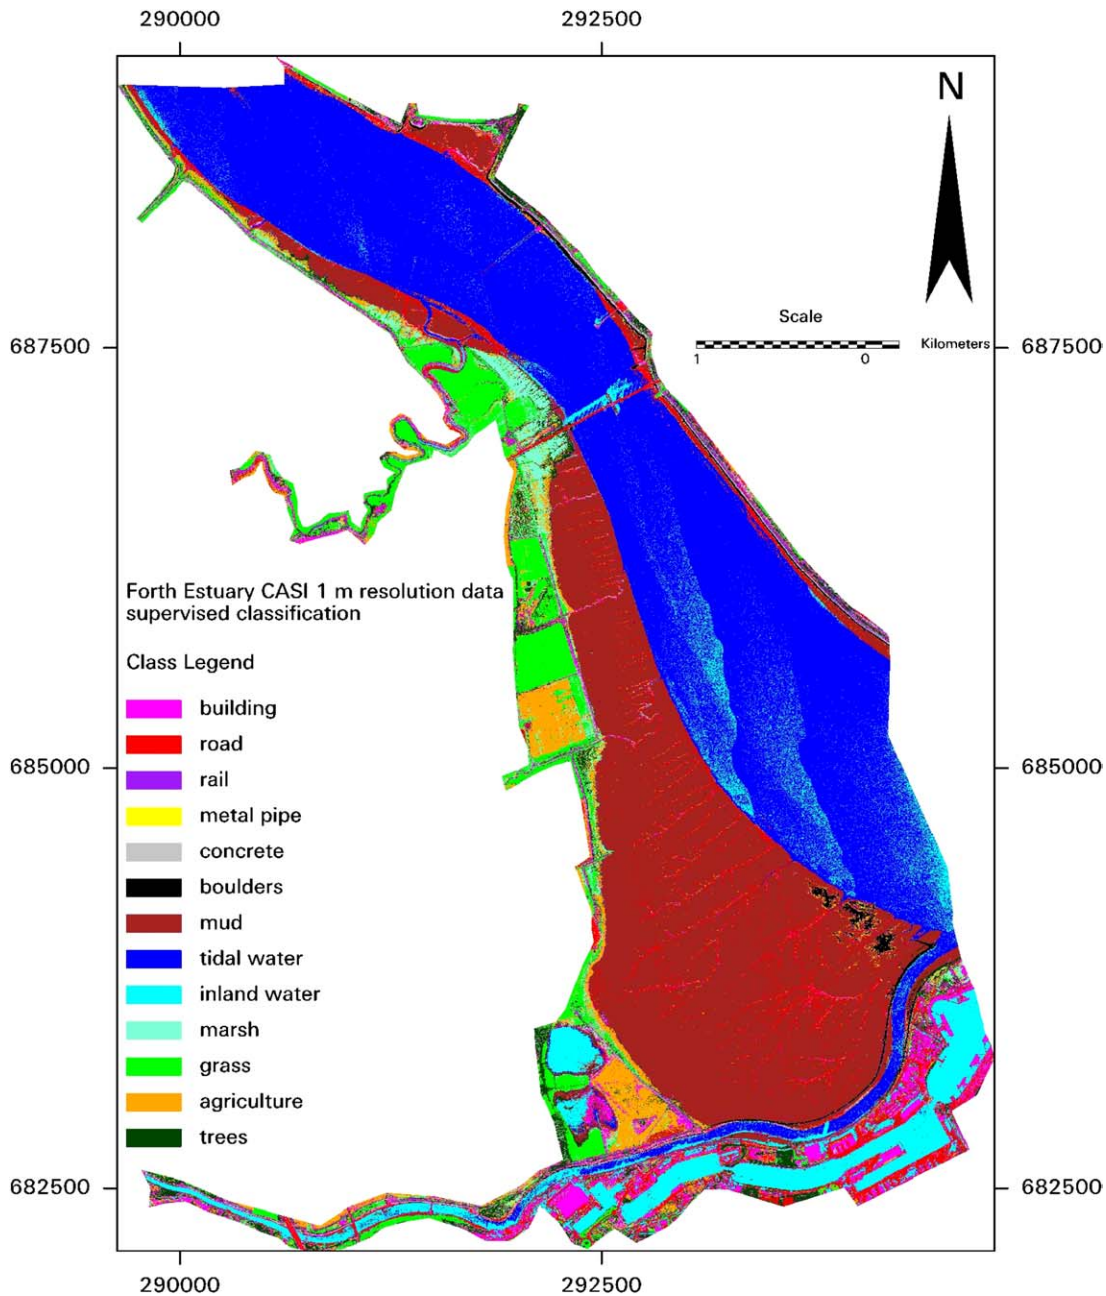 290000
292500
N
Scale
687500
1
0
Kilometers
687500
Forth Estuary CASI 1 m resolution data
supervised classification
Class Legend
building
road
685000
685000
rail
metal pipe
concrete
boulders
mud
tidal water
inland water
marsh
grass
agriculture
trees
682500
682500
290000
292500